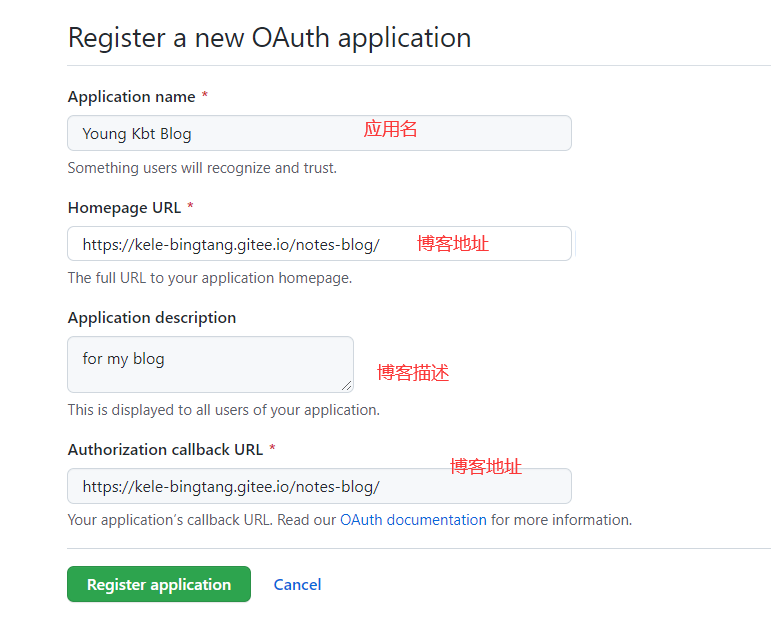 Register a new OAuth application
Application name *
Young Kbt Blog 应用名
Something users will recognize and trust.
Homepage URL *
https://kele-bingtang.gitee.io/notes-blog/ 博客地址
The full URL to your application homepage.
Application description
for my blog
博客描述
This is displayed to all users of your application.
Authorization callback URL *
博客地址
https://kele-bingtang.gitee.io/notes-blog/
Your application’s callback URL. Read our OAuth documentation for more information.
Register application Cancel